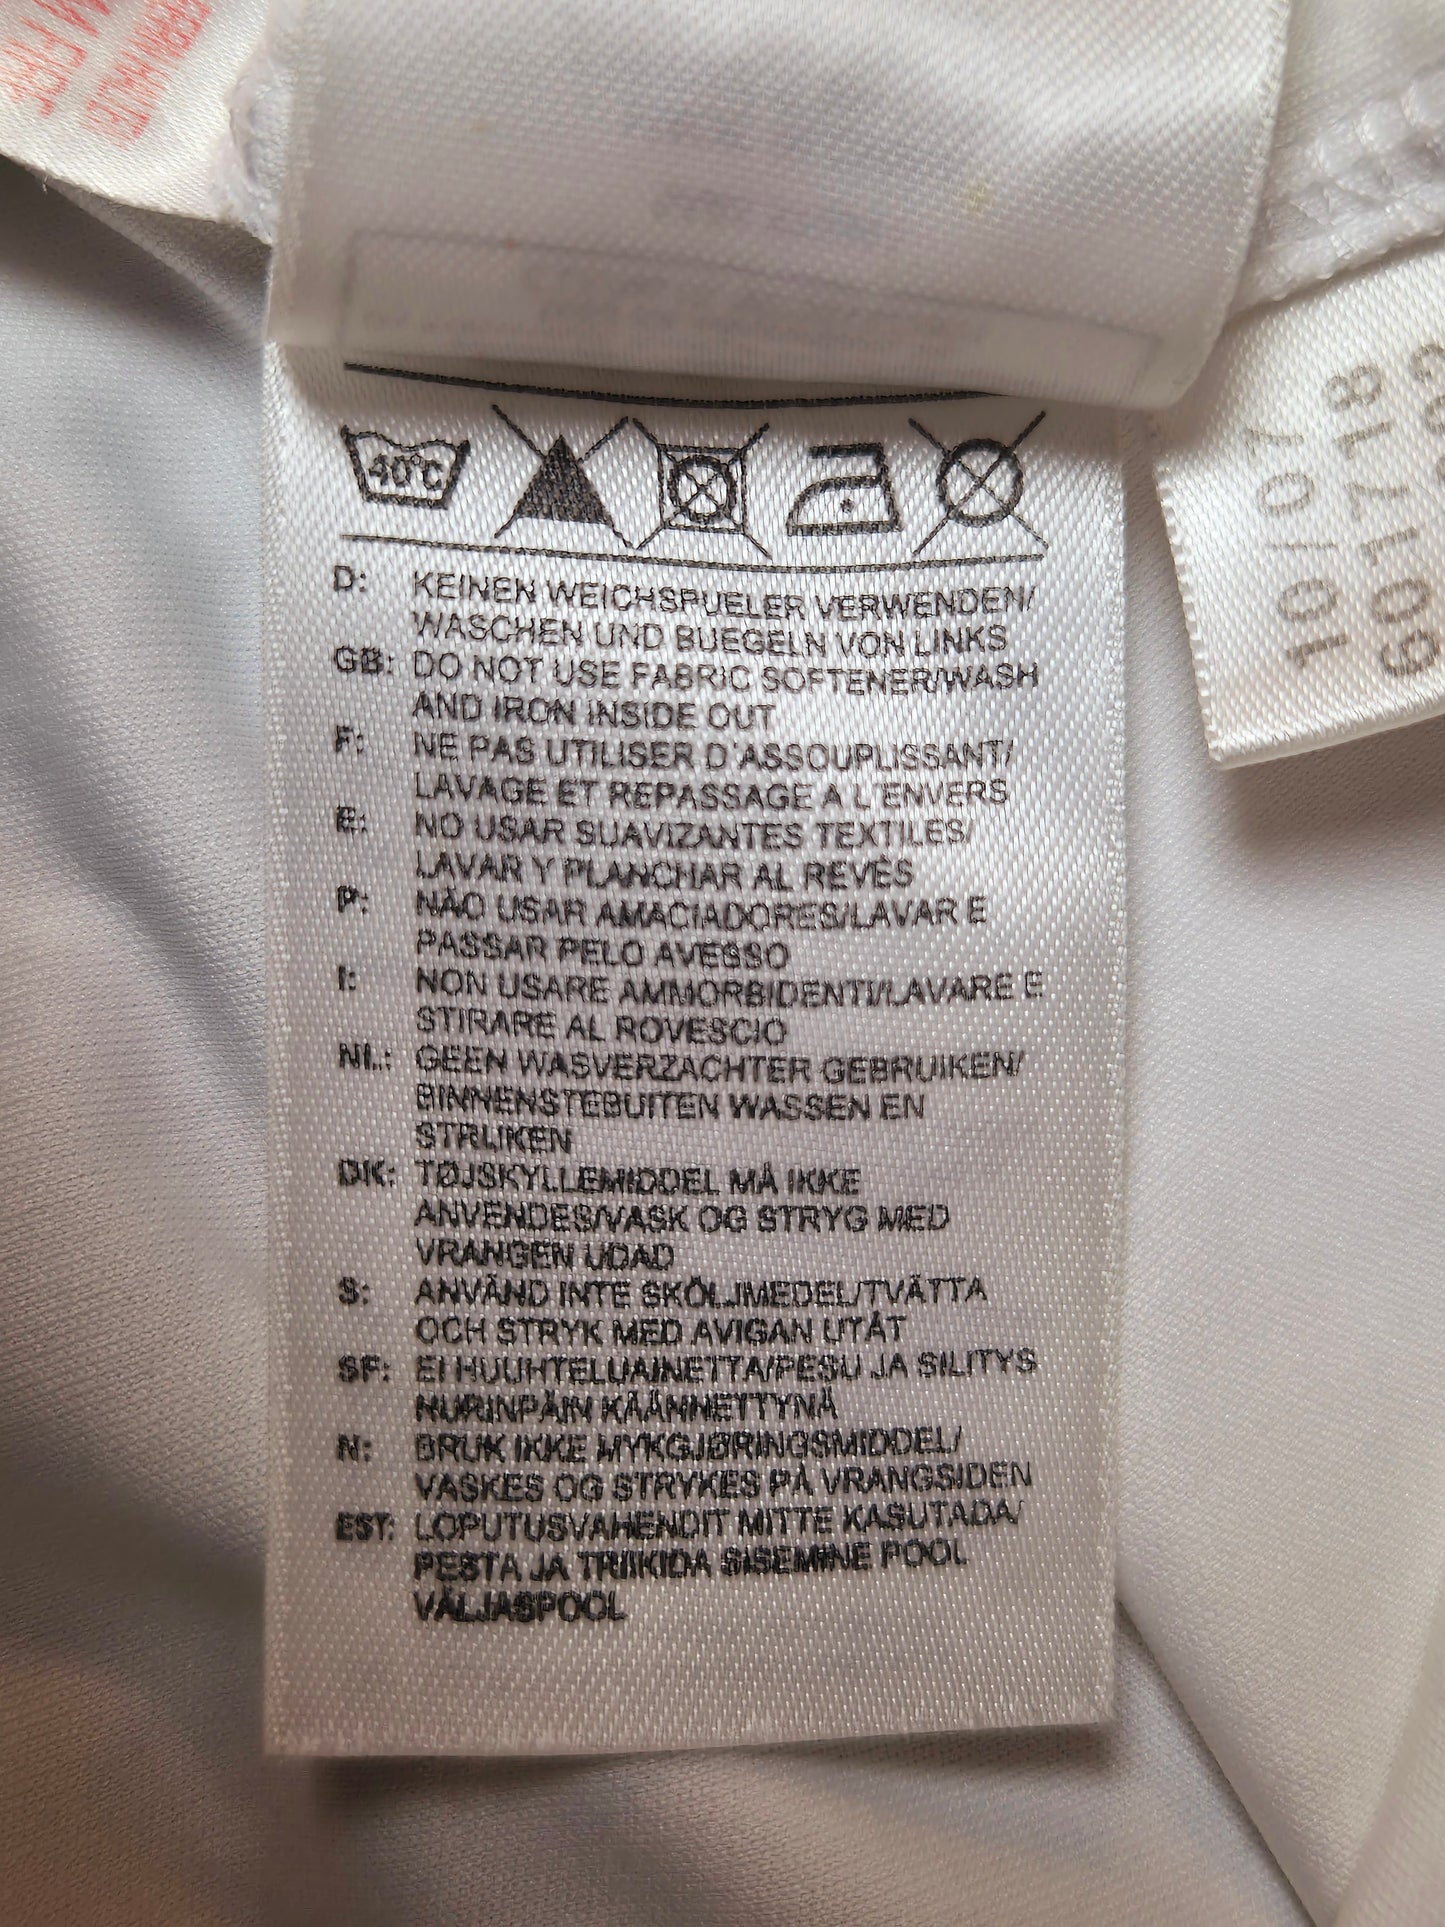 40°C
D: KEINEN WEICHSPUELER VERWENDEN/
WASCHEN UND BUEGELN VON LINKS
GB: DO NOT USE FABRIC SOFTENER/WASH
AND IRON INSIDE OUT
F: NE PAS UTILISER D'ASSOUPLISSANT/
LAVAGE ET REPASSAGE A L'ENVERS
E: NO USAR SUAVIZANTES TEXTILES/
LAVAR Y PLANCHAR AL REVÉS
P: NÃO USAR AMACIADORES/LAVAR E
PASSAR PELO AVESSO
I: NON USARE AMMORBIDENTI/LAVARE E
STIRARE AL ROVESCIO
NL: GEEN WASVERZACHTER GEBRUIKEN/
BINNENSTEBUITEN WASSEN EN
STRIJKEN
DK: TØJSKYLLEMIDDEL MÅ IKKE
ANVENDES/VASK OG STRYG MED
VRANGEN UDAD
S: ANVÄND INTE SKÖLJMEDEL/TVÄTTA
OCH STRYK MED AVIGAN UTÅT
SF: EI HUUHTELUAINETTA/PESU JA SILITYS
NURINPÄIN KÄÄNNETTYNÄ
N: BRUK IKKE MYKGJØRINGSMIDDEL/
VASKES OG STRYKES PÅ VRANGSIDEN
EST: LOPUTUSVAHENDIT MITTE KASUTADA/
PESTA JA TRIIKIDA SISEMINE POOL
VÄLJASPOOL
817109
10/07